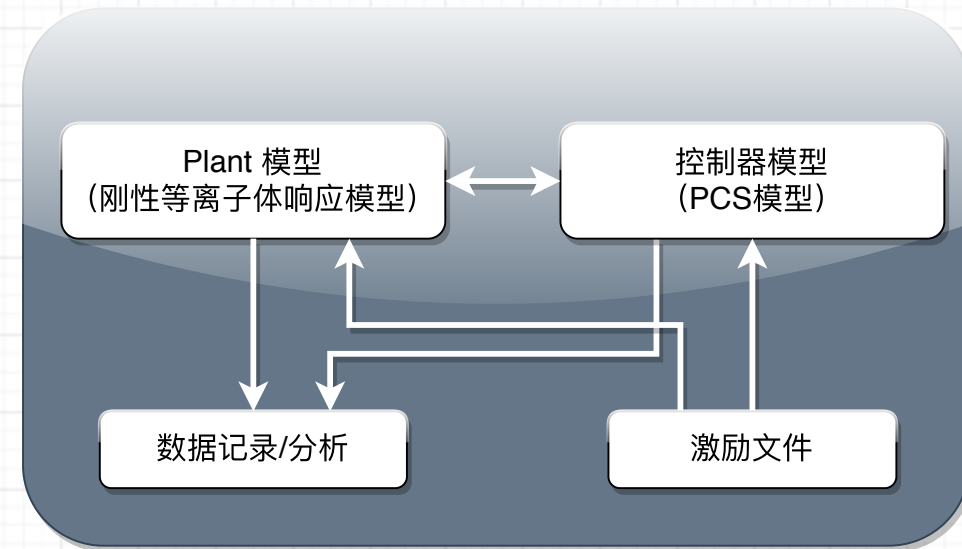 Plant 模型
（刚性等离子体响应模型）
控制器模型
（PCS模型）
数据记录/分析
激励文件